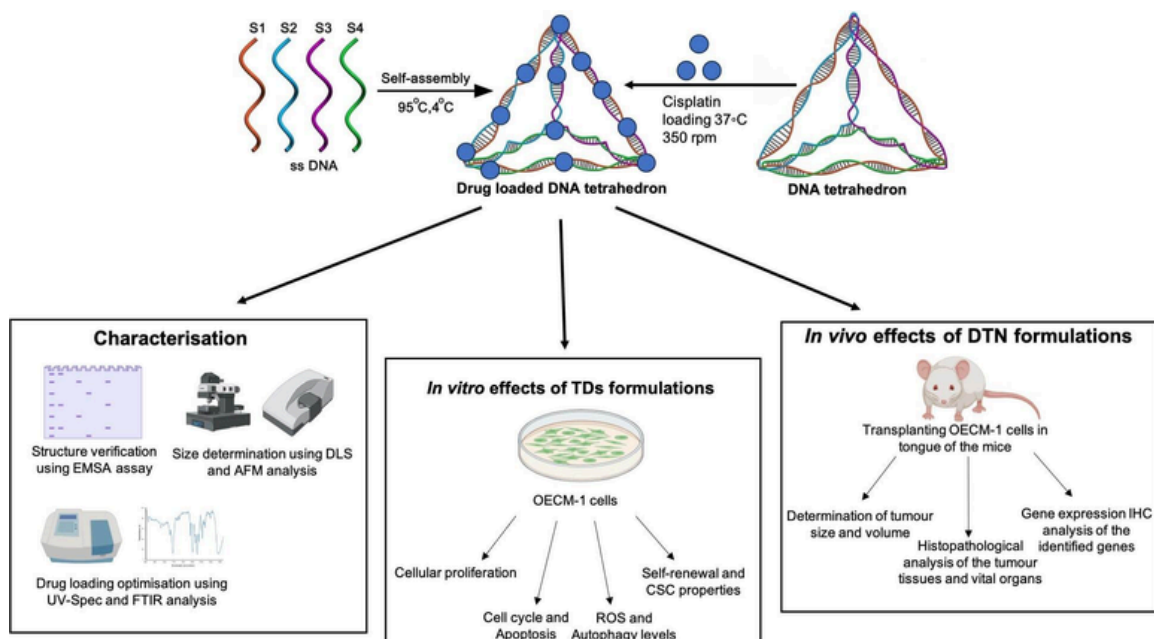 S1 S2 S3 S4
ss DNA
Self-assembly
95°C,4°C
Drug loaded DNA tetrahedron
Cisplatin
loading 37◦C
350 rpm
DNA tetrahedron
Characterisation
Structure verification
using EMSA assay
Size determination using DLS
and AFM analysis
Drug loading optimisation using
UV-Spec and FTIR analysis
In vitro effects of TDs formulations
OECM-1 cells
Cellular proliferation
Cell cycle and
Apoptosis
ROS and
Autophagy levels
Self-renewal and
CSC properties
In vivo effects of DTN formulations
Transplanting OECM-1 cells in
tongue of the mice
Determination of tumour
size and volume
Histopathological
analysis of the tumour
tissues and vital organs
Gene expression IHC
analysis of the
identified genes